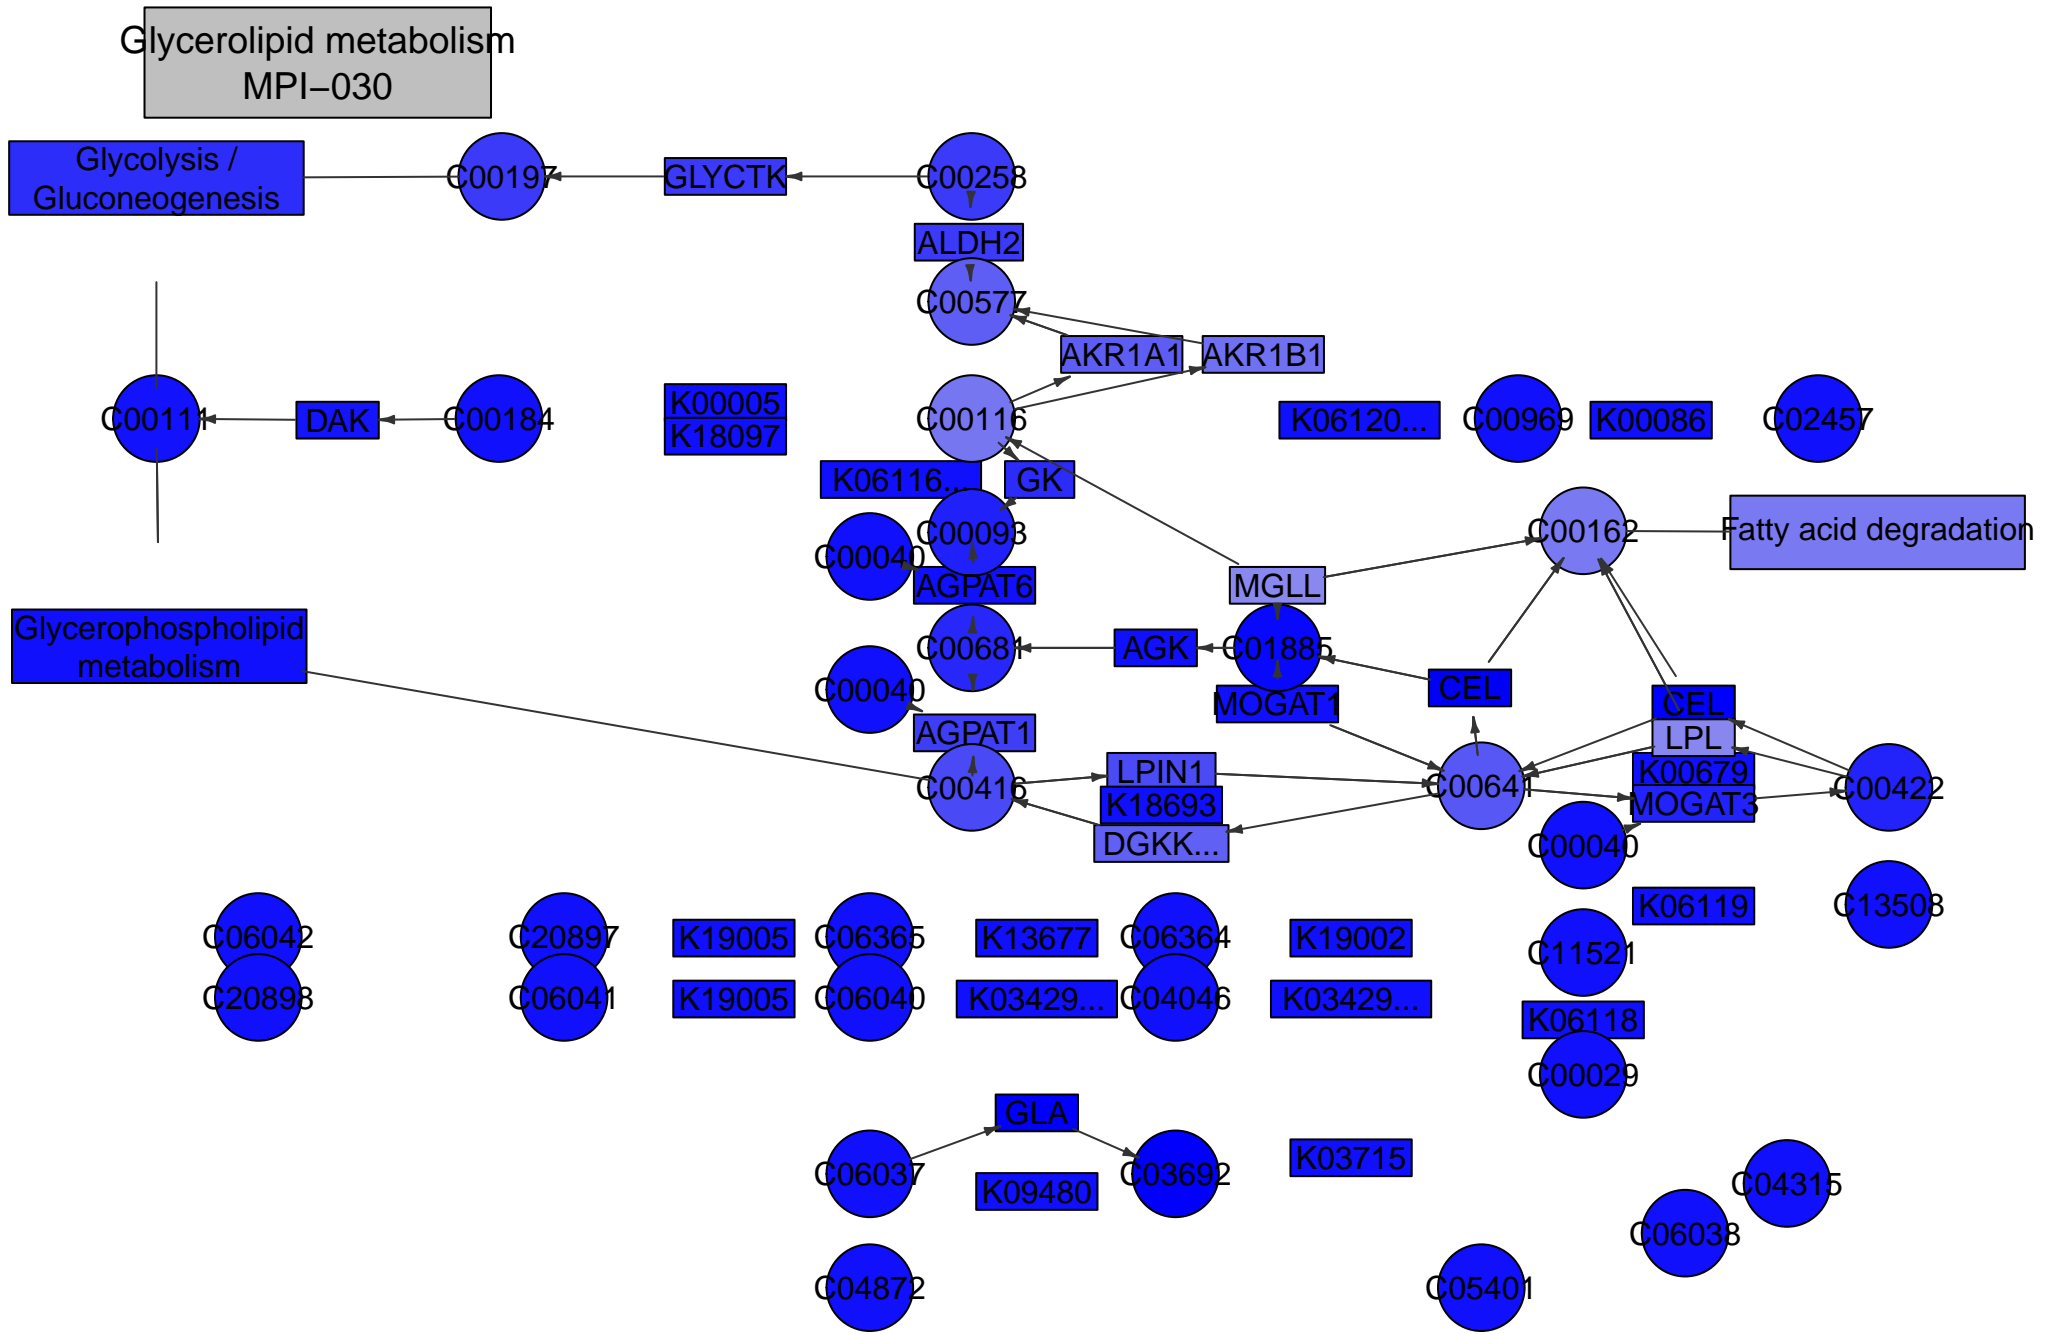 Glycerolipid metabolism
MPI−030
Glycolysis /
Gluconeogenesis
C00197
GLYCTK
C00258
ALDH2
C00577
AKR1A1
AKR1B1
C00111
DAK
C00184
K00005
K18097
C00116
K06120...
C00969
K00086
C02457
K06116...
GK
C00093
C00040
AGPAT6
C00162
Fatty acid degradation
MGLL
Glycerophospholipid
metabolism
C00681
AGK
C01885
C00040
MOGAT1
CEL
CEL
LPL
AGPAT1
C00416
LPIN1
K18693
DGKK...
C00641
K00679
MOGAT3
C00422
C00040
K06119
C13508
C06042
C20897
K19005
C06365
K13677
C06364
K19002
C11521
C20898
C06041
K19005
C06040
K03429...
C04046
K03429...
K06118
C00029
GLA
C06037
K09480
C03692
K03715
C04315
C06038
C04872
C05401